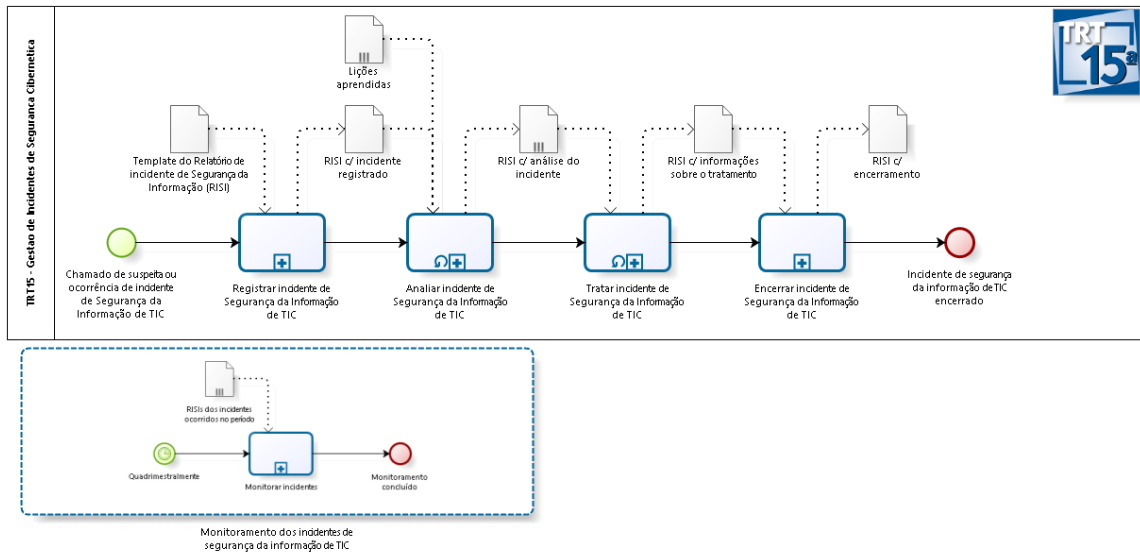 TRT15 - Gestao de Incidentes de Seguranca Cibernetica
TRT
15ª
Lições
aprendidas
Template do Relatório de
incidente de Segurança da
Informação (RISI)
RISI c/ incidente
registrado
RISI c/ análise do
incidente
RISI c/ informações
sobre o tratamento
RISI c/
encerramento
Chamado de suspeita ou
ocorrência de incidente
de Segurança da
Informação de TIC
Registrar incidente de
Segurança da Informação
de TIC
Analiar incidente de
Segurança da Informação
de TIC
Tratar incidente de
Segurança da Informação
de TIC
Encerrar incidente de
Segurança da Informação
de TIC
Incidente de segurança
da informação de TIC
encerrado
RISIs dos incidentes
ocorridos no período
Quadrimestralmente
Monitorar incidentes
Monitoramento
concluído
Monitoramento dos incidentes de
segurança da informação de TIC